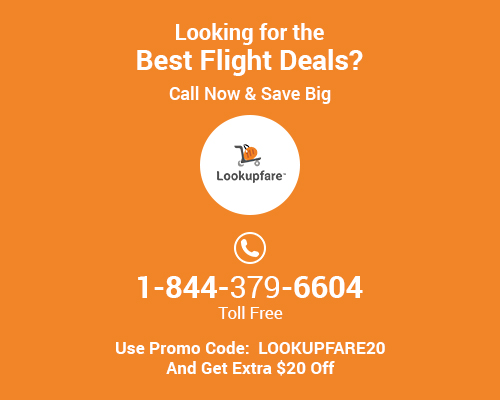 Looking for the
Best Flight Deals?
Call Now & Save Big
Lookupfare™
1-844-379-6604
Toll Free
Use Promo Code: LOOKUPFARE20
And Get Extra $20 Off